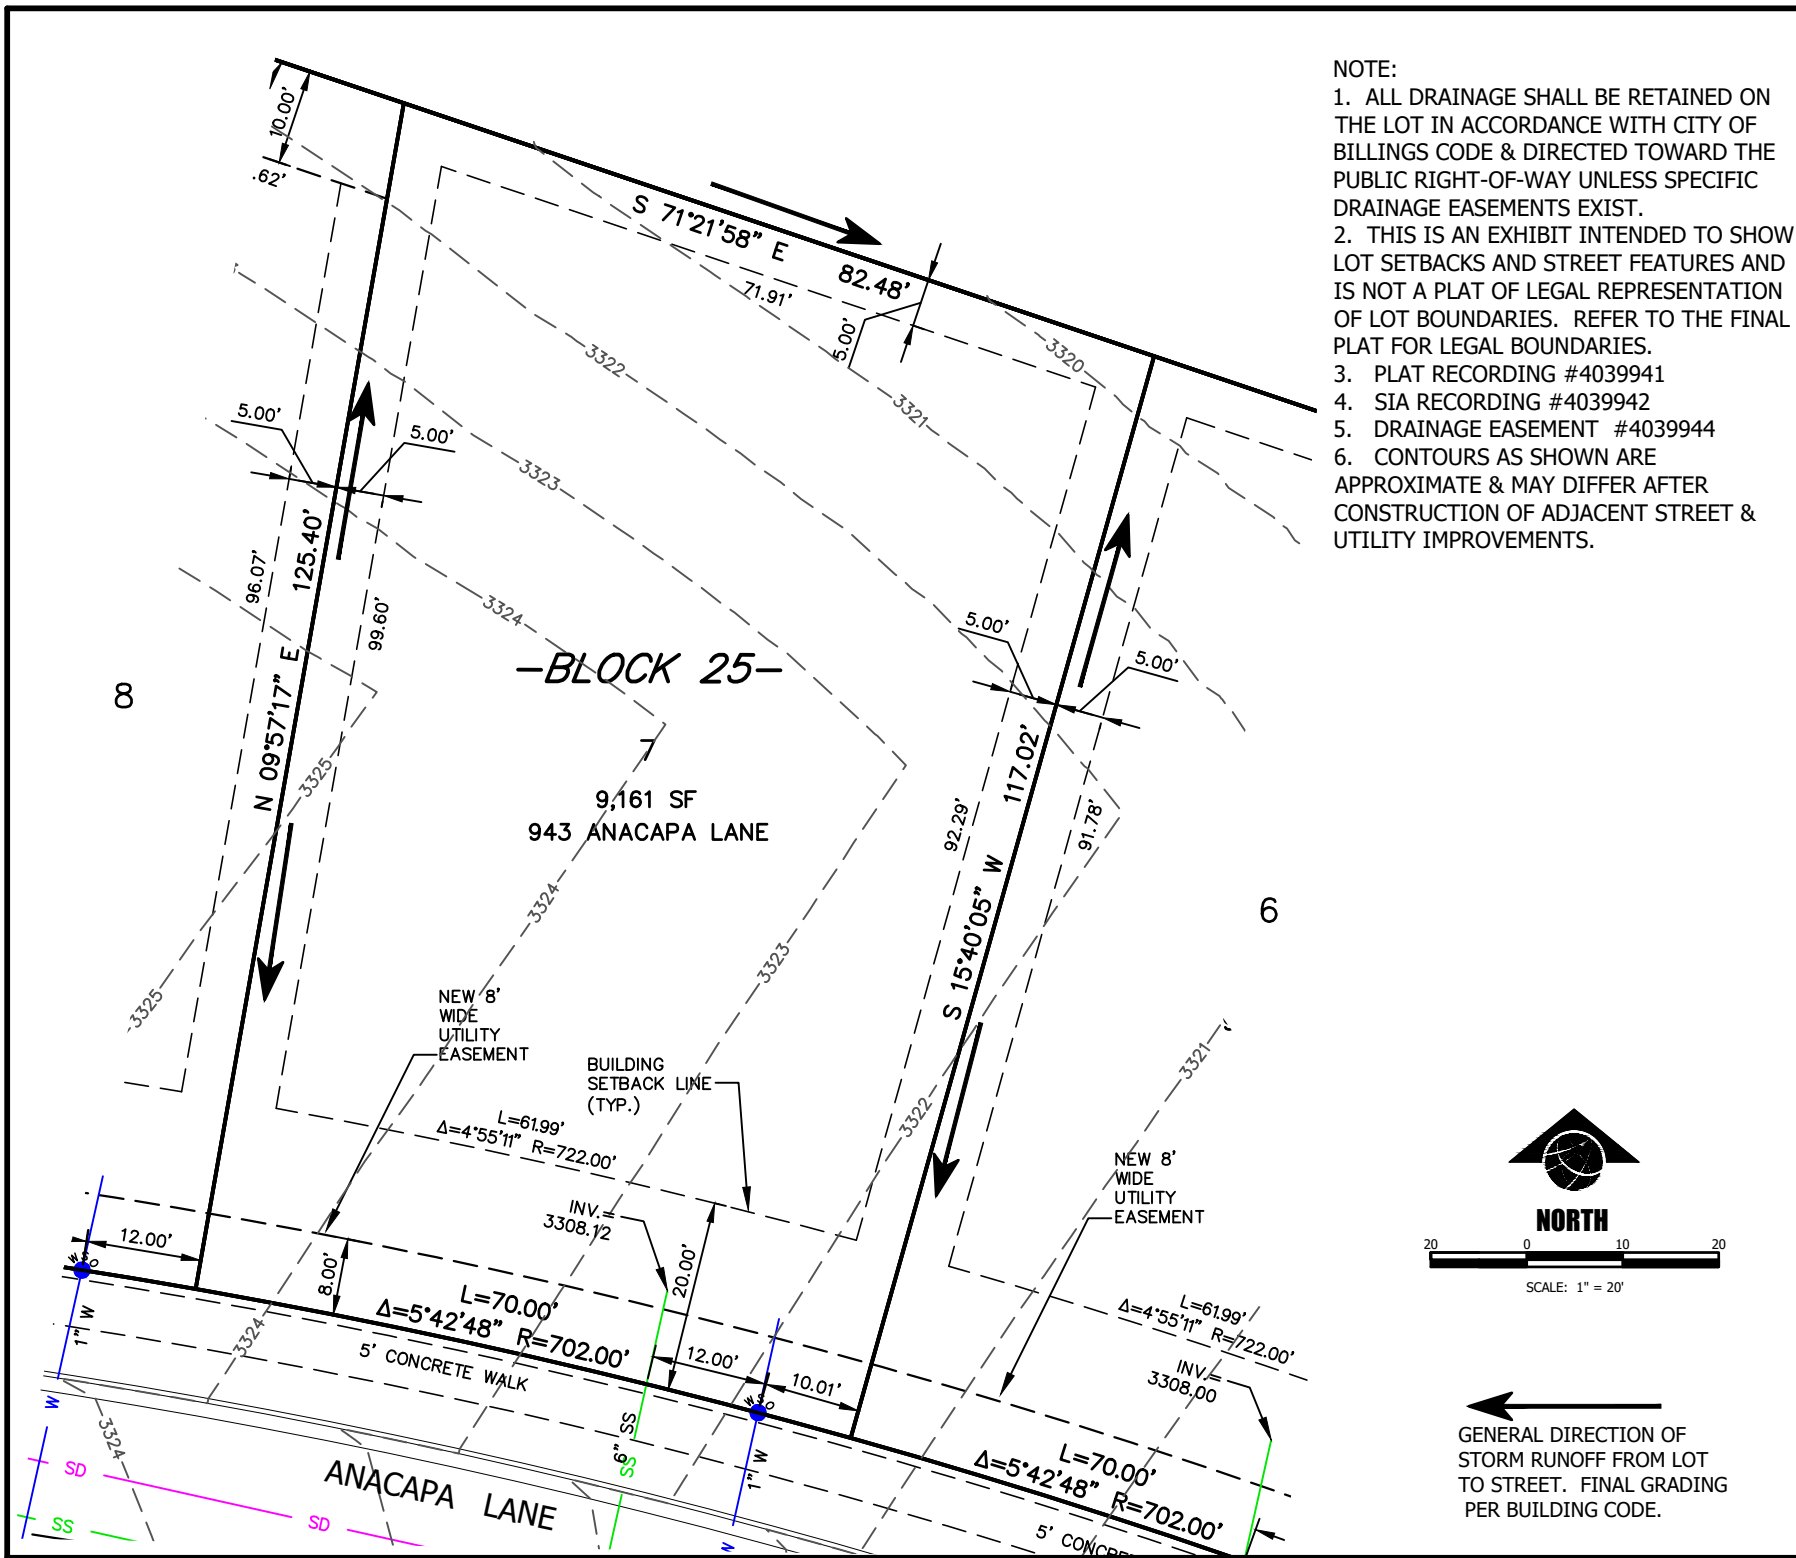 NOTE:
1. ALL DRAINAGE SHALL BE RETAINED ON
THE LOT IN ACCORDANCE WITH CITY OF
BILLINGS CODE & DIRECTED TOWARD THE
PUBLIC RIGHT-OF-WAY UNLESS SPECIFIC
DRAINAGE EASEMENTS EXIST.
2. THIS IS AN EXHIBIT INTENDED TO SHOW
LOT SETBACKS AND STREET FEATURES AND
IS NOT A PLAT OF LEGAL REPRESENTATION
OF LOT BOUNDARIES. REFER TO THE FINAL
PLAT FOR LEGAL BOUNDARIES.
3. PLAT RECORDING #4039941
4. SIA RECORDING #4039942
5. DRAINAGE EASEMENT #4039944
6. CONTOURS AS SHOWN ARE
APPROXIMATE & MAY DIFFER AFTER
CONSTRUCTION OF ADJACENT STREET &
UTILITY IMPROVEMENTS.
10.00'
.62'
S 71°21'58" E 82.48'
71.91'
5.00'
3320
3322
3321
5.00'
5.00'
3323
125.40'
96.07'
99.60'
3324
5.00'
5.00'
-BLOCK 25-
8
N 09°57'17" E
7
117.02'
3325
9,161 SF
943 ANACAPA LANE
92.29'
91.78'
6
3324
3323
S 15°40'05" W
3325
NEW 8'
WIDE
UTILITY
EASEMENT
BUILDING
SETBACK LINE
(TYP.)
3321
3322
L=61.99'
Δ=4°55'11" R=722.00'
NEW 8'
WIDE
UTILITY
EASEMENT
INV.=
3308.12
12.00'
W
S
O
8.00'
20.00'
L=70.00'
Δ=5°42'48" R=702.00'
1" W
3324
5' CONCRETE WALK
12.00'
10.01'
W
S
O
L=61.99'
Δ=4°55'11" R=722.00'
INV.=
3308.00
NORTH
20 0 10 20
SCALE: 1" = 20'
W
3324
6" SS
SS
1" W
SD
ANACAPA LANE
SD
SS
W
L=70.00'
Δ=5°42'48" R=702.00'
5' CONCRE
GENERAL DIRECTION OF
STORM RUNOFF FROM LOT
TO STREET. FINAL GRADING
PER BUILDING CODE.